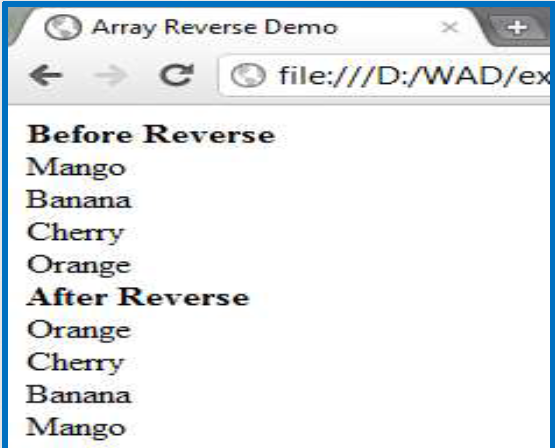 Array Reverse Demo
file:///D:/WAD/ex
Before Reverse
Mango
Banana
Cherry
Orange
After Reverse
Orange
Cherry
Banana
Mango